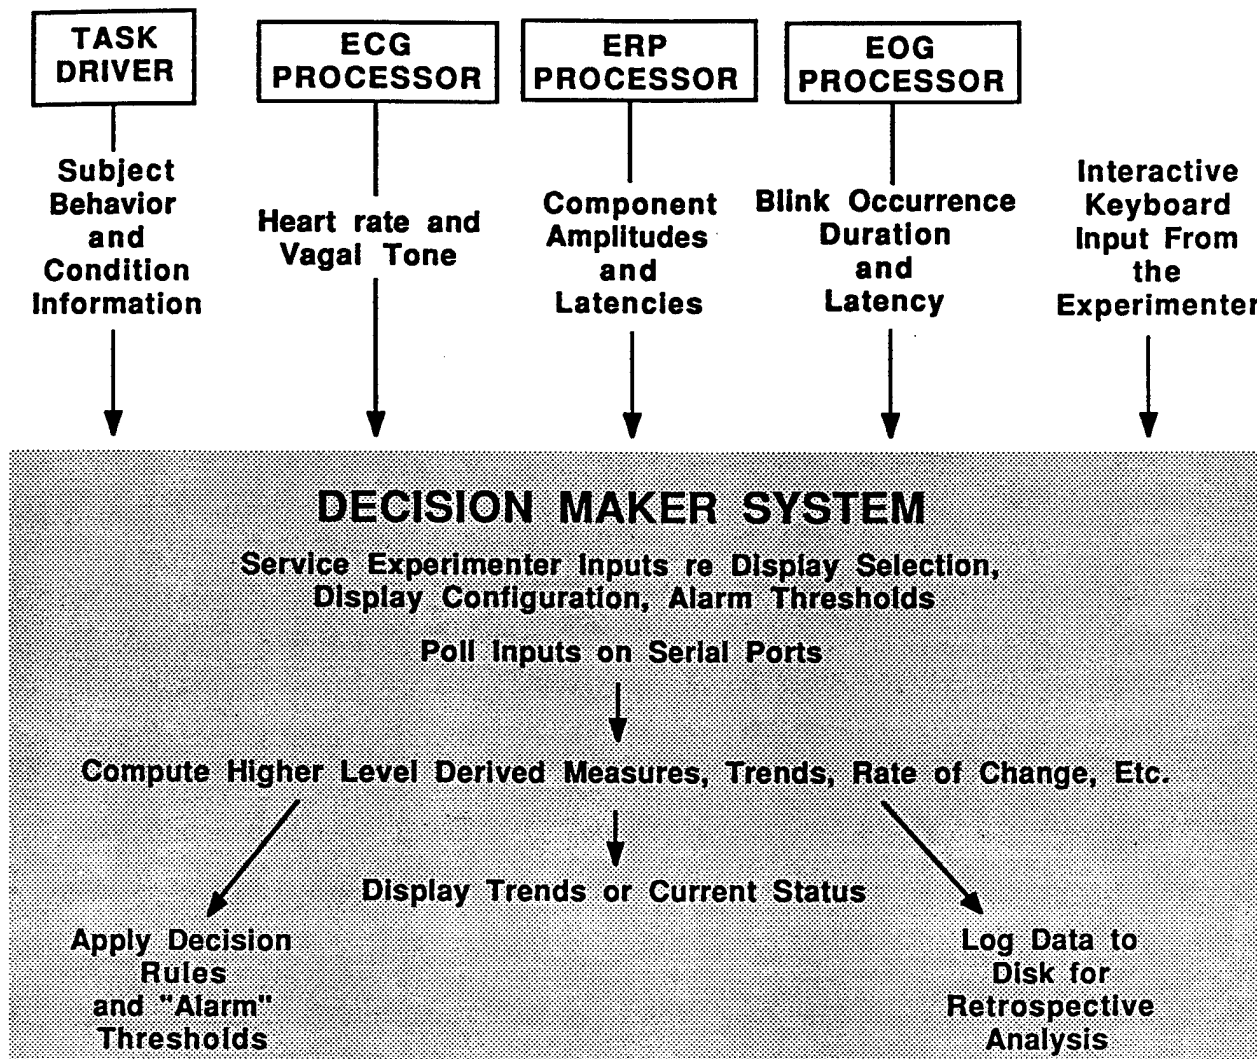 TASK
DRIVER
ECG
PROCESSOR
ERP
PROCESSOR
EOG
PROCESSOR
Subject
Behavior
and
Condition
Information
Heart rate and
Vagal Tone
Component
Amplitudes
and
Latencies
Blink Occurrence
Duration
and
Latency
Interactive
Keyboard
Input From
the
Experimenter
DECISION MAKER SYSTEM
Service Experimenter Inputs re Display Selection,
Display Configuration, Alarm Thresholds
Poll Inputs on Serial Ports
Compute Higher Level Derived Measures, Trends, Rate of Change, Etc.
Display Trends or Current Status
Apply Decision
Rules
and "Alarm"
Thresholds
Log Data to
Disk for
Retrospective
Analysis